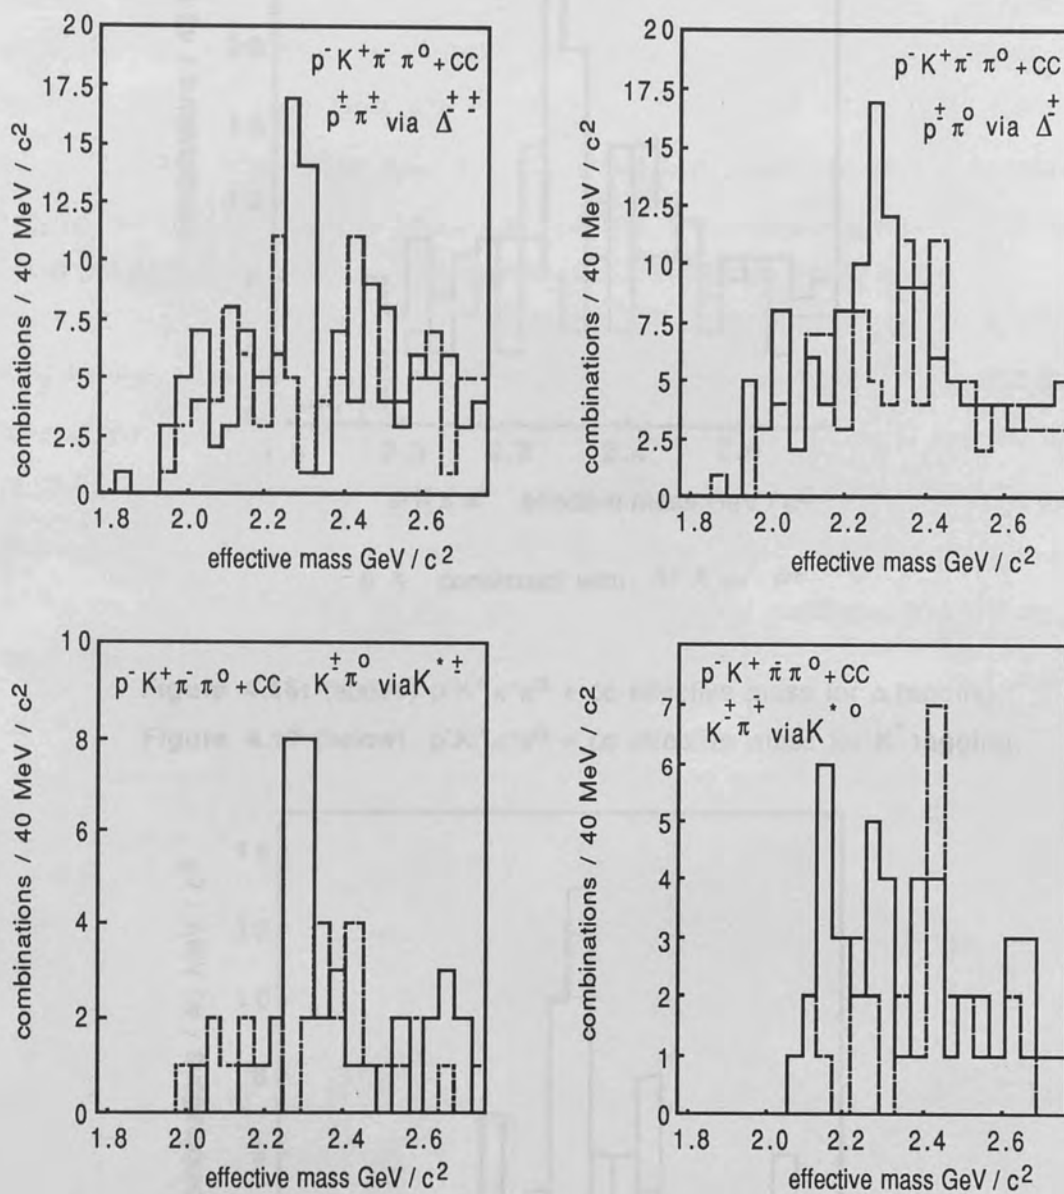 p⁻K⁺π⁻π⁰+CC
p±π± via Δ±±
combinations / 40 MeV / c²
20
17.5
15
12.5
10
7.5
5
2.5
0
1.8 2.0 2.2 2.4 2.6
effective mass GeV / c²
p⁻K⁺π⁻π⁰+CC
p±π⁰ via Δ±
combinations / 40 MeV / c²
20
17.5
15
12.5
10
7.5
5
2.5
0
1.8 2.0 2.2 2.4 2.6
effective mass GeV / c²
p⁻K⁺π⁻π⁰+CC K±π⁰ viaK*±
combinations / 40 MeV / c²
10
8
6
4
2
0
1.8 2.0 2.2 2.4 2.6
effective mass GeV / c²
p⁻K⁺π⁻π⁰+CC
K∓π± viaK*⁰
combinations / 40 MeV / c²
7
6
5
4
3
2
1
0
1.8 2.0 2.2 2.4 2.6
effective mass GeV / c²